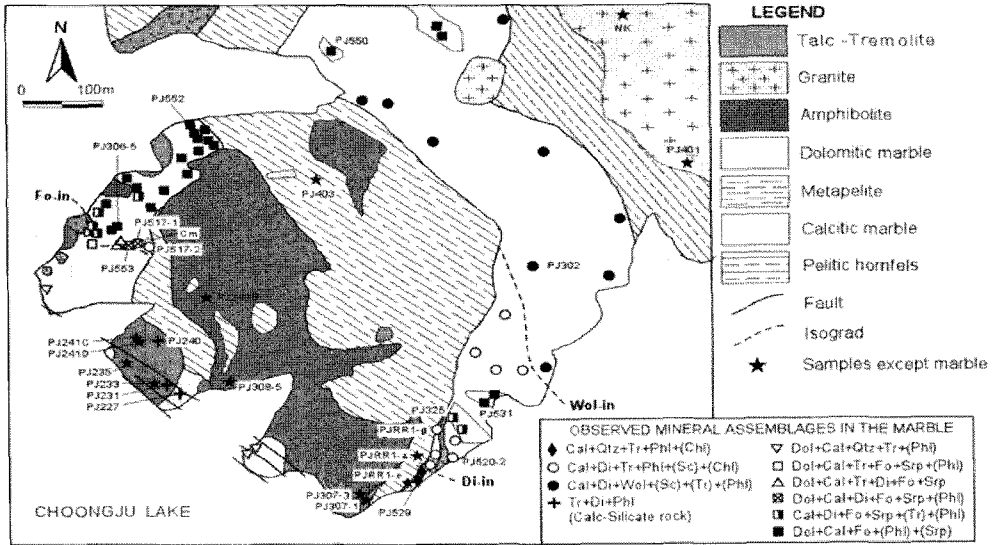 N
0 100m
PJ550
NK
PJ552
PJ401
PJ306-5
PJ403
Fo-in
PJ517-1
0m
PJ517-2
PJ553
PJ302
PJ241C
PJ240
PJ241D
PJ235
PJ233
PJ231
PJ227
PJ308-5
PJ325
PJ531
Wol-in
PJRR1-g
PJRR1-a
PJRR1-e
PJ520-2
Di-in
PJ307-3
PJ307-1
PJ529
CHOONGJU LAKE
LEGEND
Talc -Tremolite
Granite
Amphibolite
Dolomitic marble
Metapelite
Calcitic marble
Pelitic hornfels
Fault
Isograd
Samples except marble
OBSERVED MINERAL ASSEMBLAGES IN THE MARBLE
Cal+Qtz+Tr+Phl+(Chl)
Cal+Di+Tr+Phl+(Sc)+(Chl)
Cal+Di+Wol+(Sc)+(Tr)+(Phl)
Tr+Di+Phl
(Calc-Silicate rock)
Dol+Cal+Qtz+Tr+(Phl)
Dol+Cal+Tr+Fo+Srp+(Phl)
Dol+Cal+Tr+Di+Fo+Srp
Dol+Cal+Di+Fo+Srp+(Phl)
Cal+Di+Fo+Srp+(Tr)+(Phl)
Dol+Cal+Fo+(Phl)+(Srp)